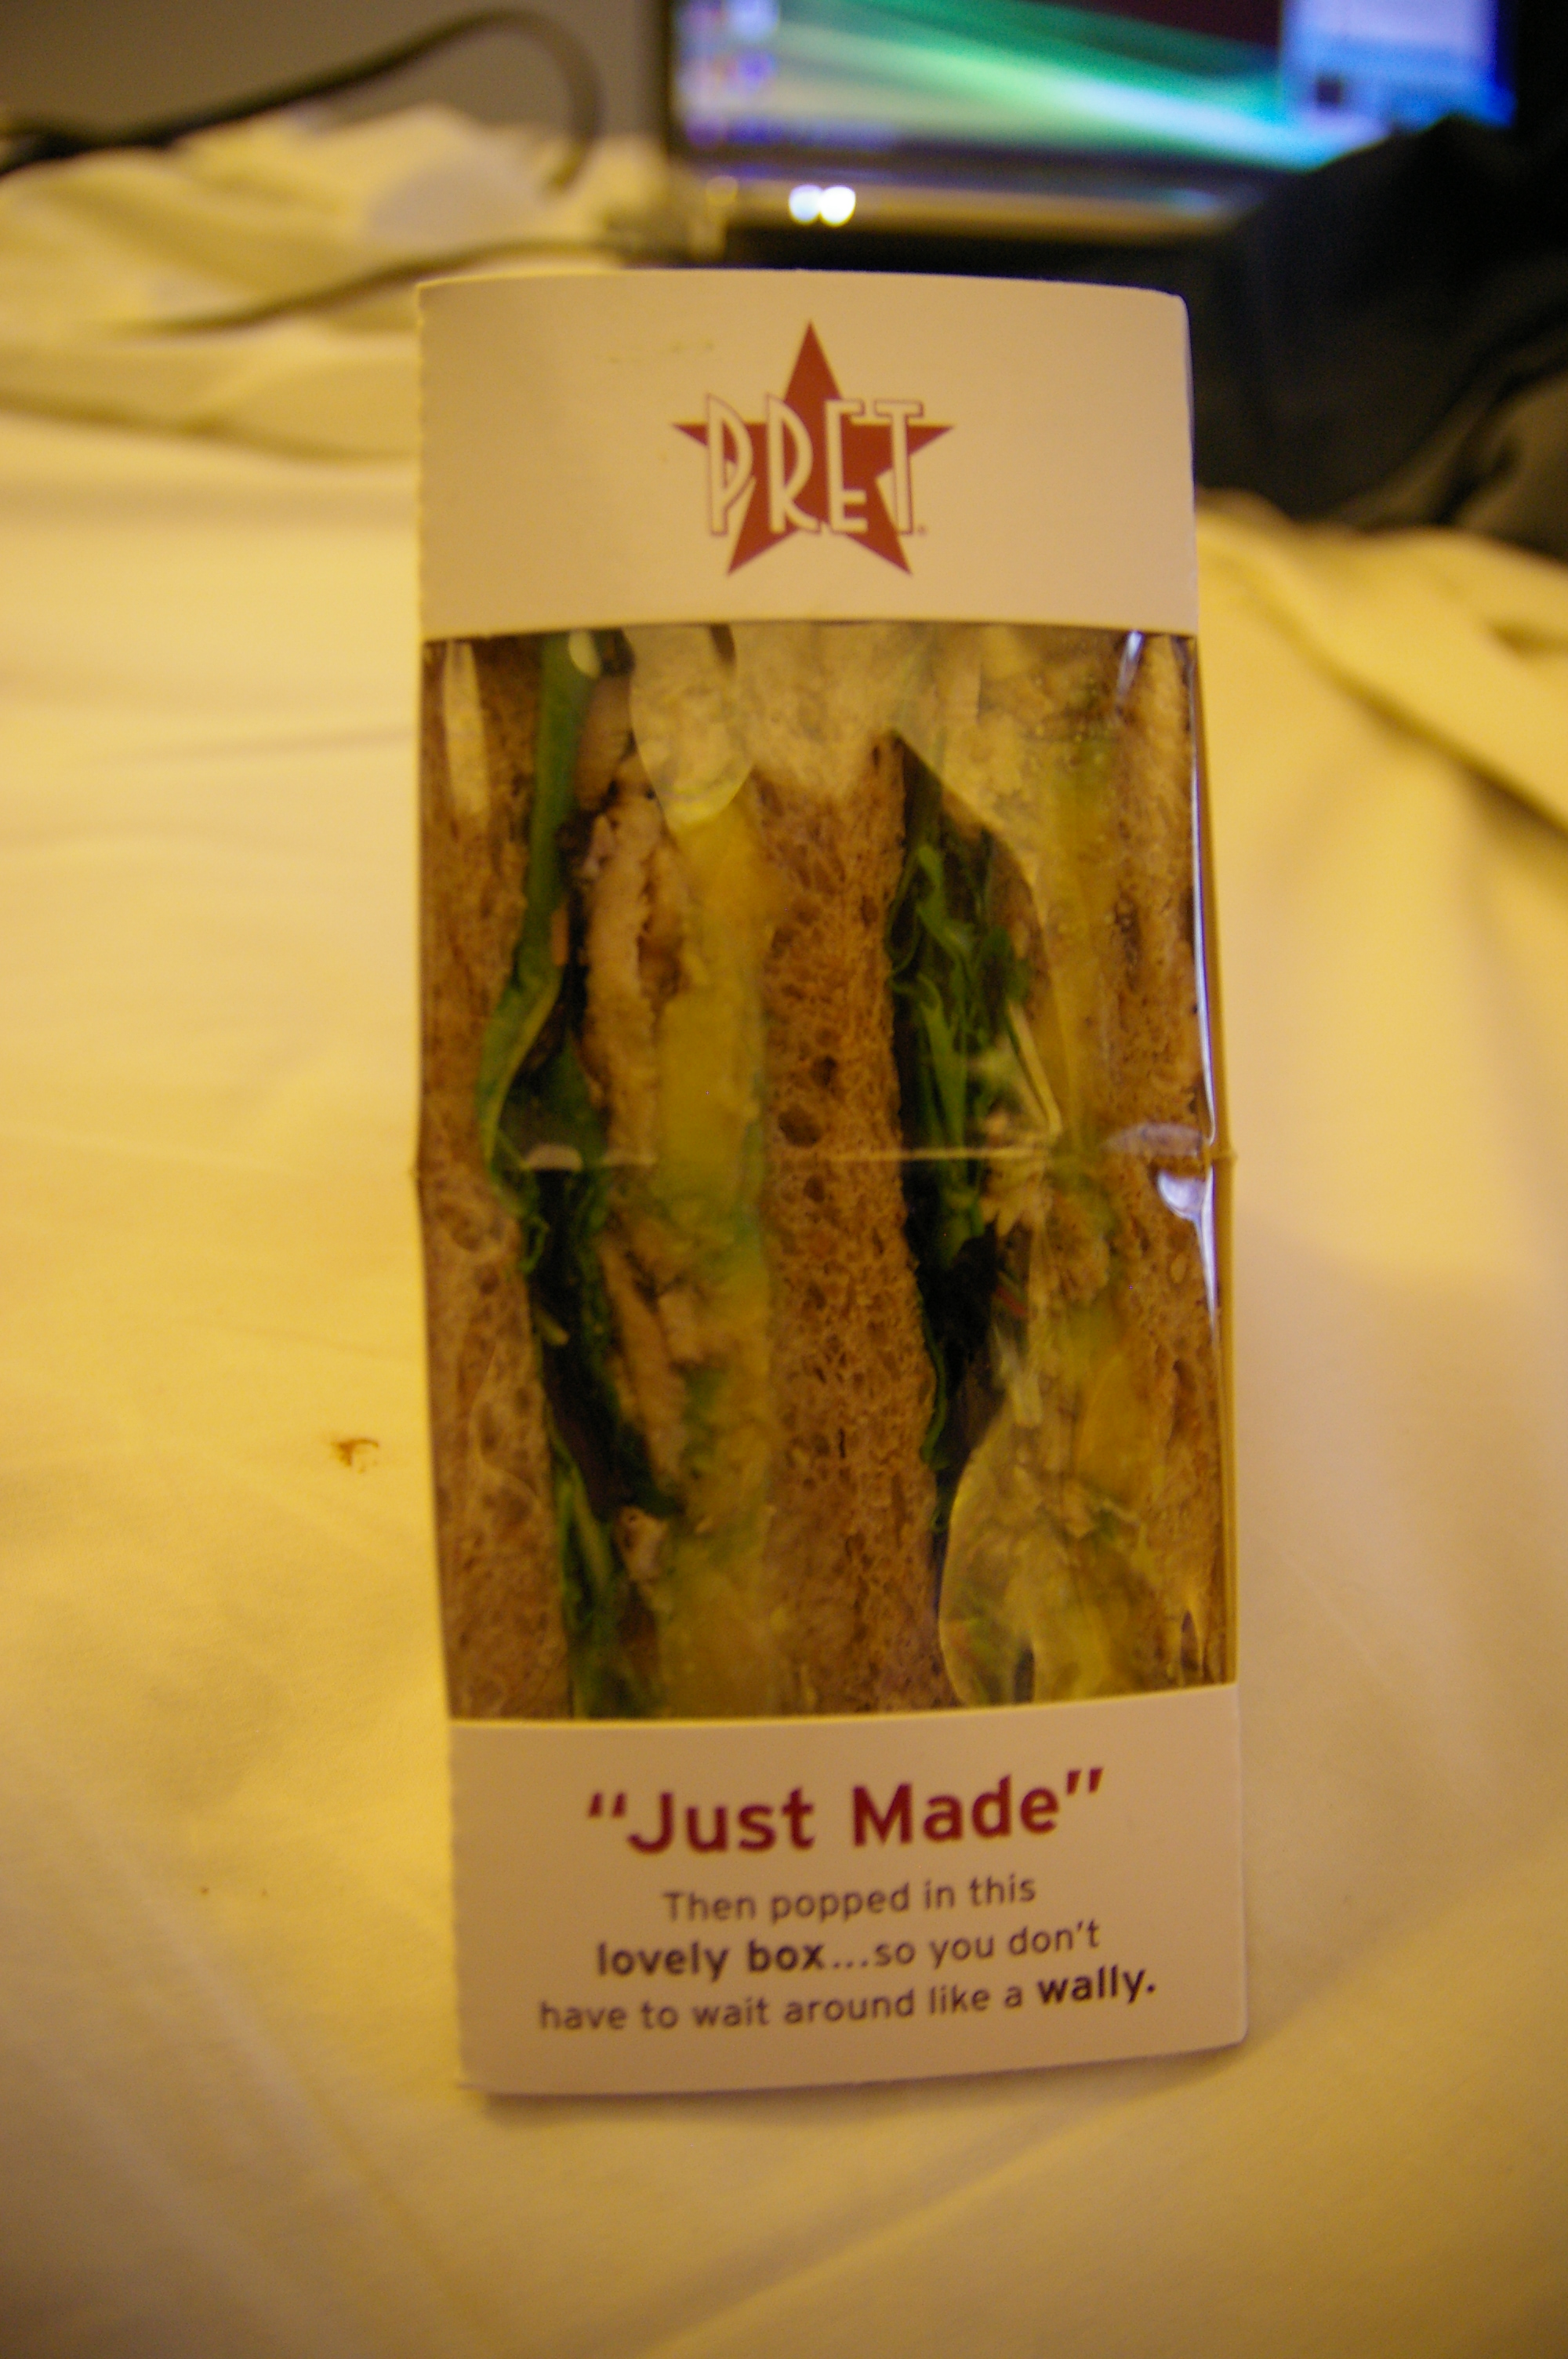 PRET
"Just Made"
Then popped in this
lovely box...so you don't
have to wait around like a wally.